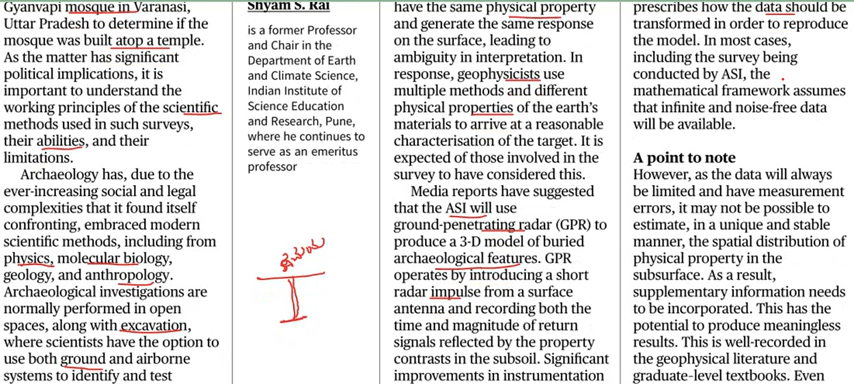 Gyanvapi mosque in Varanasi,
Uttar Pradesh to determine if the
mosque was built atop a temple.
As the matter has significant
political implications, it is
important to understand the
working principles of the scientific
methods used in such surveys,
their abilities, and their
limitations.
Archaeology has, due to the
ever-increasing social and legal
complexities that it found itself
confronting, embraced modern
scientific methods, including from
physics, molecular biology,
geology, and anthropology.
Archaeological investigations are
normally performed in open
spaces, along with excavation,
where scientists have the option to
use both ground and airborne
systems to identify and test
Shyam S. Rai
is a former Professor
and Chair in the
Department of Earth
and Climate Science,
Indian Institute of
Science Education
and Research, Pune,
where he continues to
serve as an emeritus
professor
have the same physical property
and generate the same response
on the surface, leading to
ambiguity in interpretation. In
response, geophysicists use
multiple methods and different
physical properties of the earth's
materials to arrive at a reasonable
characterisation of the target. It is
expected of those involved in the
survey to have considered this.
Media reports have suggested
that the ASI will use
ground-penetrating radar (GPR) to
produce a 3-D model of buried
archaeological features. GPR
operates by introducing a short
radar impulse from a surface
antenna and recording both the
time and magnitude of return
signals reflected by the property
contrasts in the subsoil. Significant
improvements in instrumentation
prescribes how the data should be
transformed in order to reproduce
the model. In most cases,
including the survey being
conducted by ASI, the
mathematical framework assumes
that infinite and noise-free data
will be available.
A point to note
However, as the data will always
be limited and have measurement
errors, it may not be possible to
estimate, in a unique and stable
manner, the spatial distribution of
physical property in the
subsurface. As a result,
supplementary information needs
to be incorporated. This has the
potential to produce meaningless
results. This is well-recorded in
the geophysical literature and
graduate-level textbooks. Even